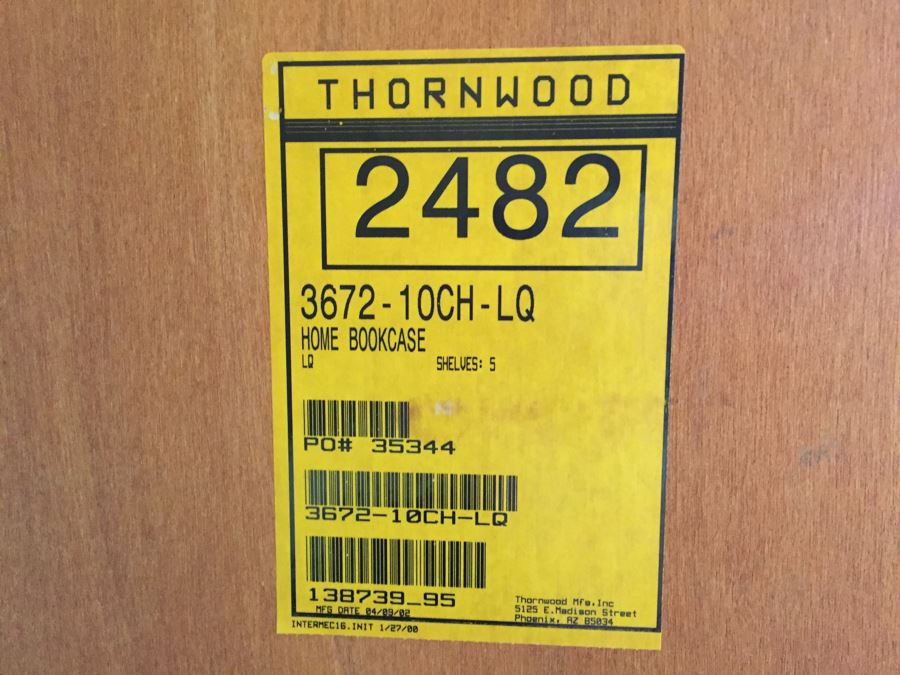 THORNWOOD
2482
3672-10CH-LQ
HOME BOOKCASE
LQ SHELVES: 5
PO# 35344
3672-10CH-LQ
138739_95
MFG DATE 04/09/02
Thornwood Mfg,Inc
5125 E.Madison Street
Phoenix, AZ 85034
INTERMEC16.INIT 1/27/00